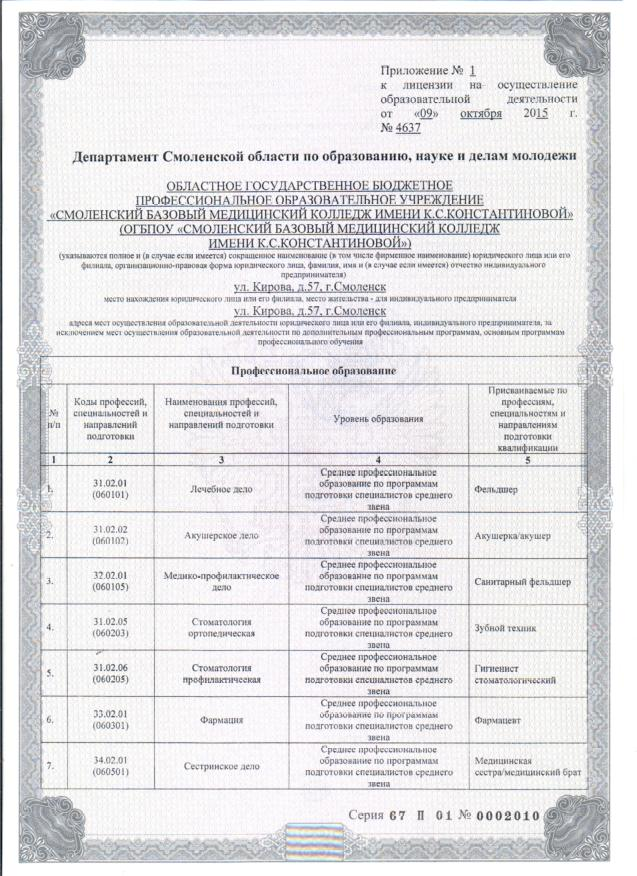 Приложение № 1
к лицензии на осуществление
образовательной деятельности
от «09» октября 2015 г.
№ 4637
Департамент Смоленской области по образованию, науке и делам молодежи
ОБЛАСТНОЕ ГОСУДАРСТВЕННОЕ БЮДЖЕТНОЕ
ПРОФЕССИОНАЛЬНОЕ ОБРАЗОВАТЕЛЬНОЕ УЧРЕЖДЕНИЕ
«СМОЛЕНСКИЙ БАЗОВЫЙ МЕДИЦИНСКИЙ КОЛЛЕДЖ ИМЕНИ К.С.КОНСТАНТИНОВОЙ»
(ОГБПОУ «СМОЛЕНСКИЙ БАЗОВЫЙ МЕДИЦИНСКИЙ КОЛЛЕДЖ
ИМЕНИ К.С.КОНСТАНТИНОВОЙ»)
(указываются полное и (в случае если имеется) сокращенное наименование (в том числе фирменное наименование) юридического лица или его
филиала, организационно-правовая форма юридического лица, фамилия, имя и (в случае если имеется) отчество индивидуального
предпринимателя)
ул. Кирова, д.57, г.Смоленск
место нахождения юридического лица или его филиала, место жительства - для индивидуального предпринимателя
ул. Кирова, д.57, г.Смоленск
адреса мест осуществления образовательной деятельности юридического лица или его филиала, индивидуального предпринимателя, за
исключением мест осуществления образовательной деятельности по дополнительным профессиональным программам, основным программам
профессионального обучения
Профессиональное образование
№
п/п
Коды профессий,
специальностей и
направлений
подготовки
Наименования профессий,
специальностей и
направлений подготовки
Уровень образования
Присваиваемые по
профессиям,
специальностям и
направлениям
подготовки
квалификации
1 2 3 4 5
1.
31.02.01
(060101)
Лечебное дело
Среднее профессиональное
образование по программам
подготовки специалистов среднего
звена
Фельдшер
2.
31.02.02
(060102)
Акушерское дело
Среднее профессиональное
образование по программам
подготовки специалистов среднего
звена
Акушерка/акушер
3.
32.02.01
(060105)
Медико-профилактическое
дело
Среднее профессиональное
образование по программам
подготовки специалистов среднего
звена
Санитарный фельдшер
4.
31.02.05
(060203)
Стоматология
ортопедическая
Среднее профессиональное
образование по программам
подготовки специалистов среднего
звена
Зубной техник
5.
31.02.06
(060205)
Стоматология
профилактическая
Среднее профессиональное
образование по программам
подготовки специалистов среднего
звена
Гигиенист
стоматологический
6.
33.02.01
(060301)
Фармация
Среднее профессиональное
образование по программам
подготовки специалистов среднего
звена
Фармацевт
7.
34.02.01
(060501)
Сестринское дело
Среднее профессиональное
образование по программам
подготовки специалистов среднего
звена
Медицинская
сестра/медицинский брат
Серия 67 П 01 № 0002010